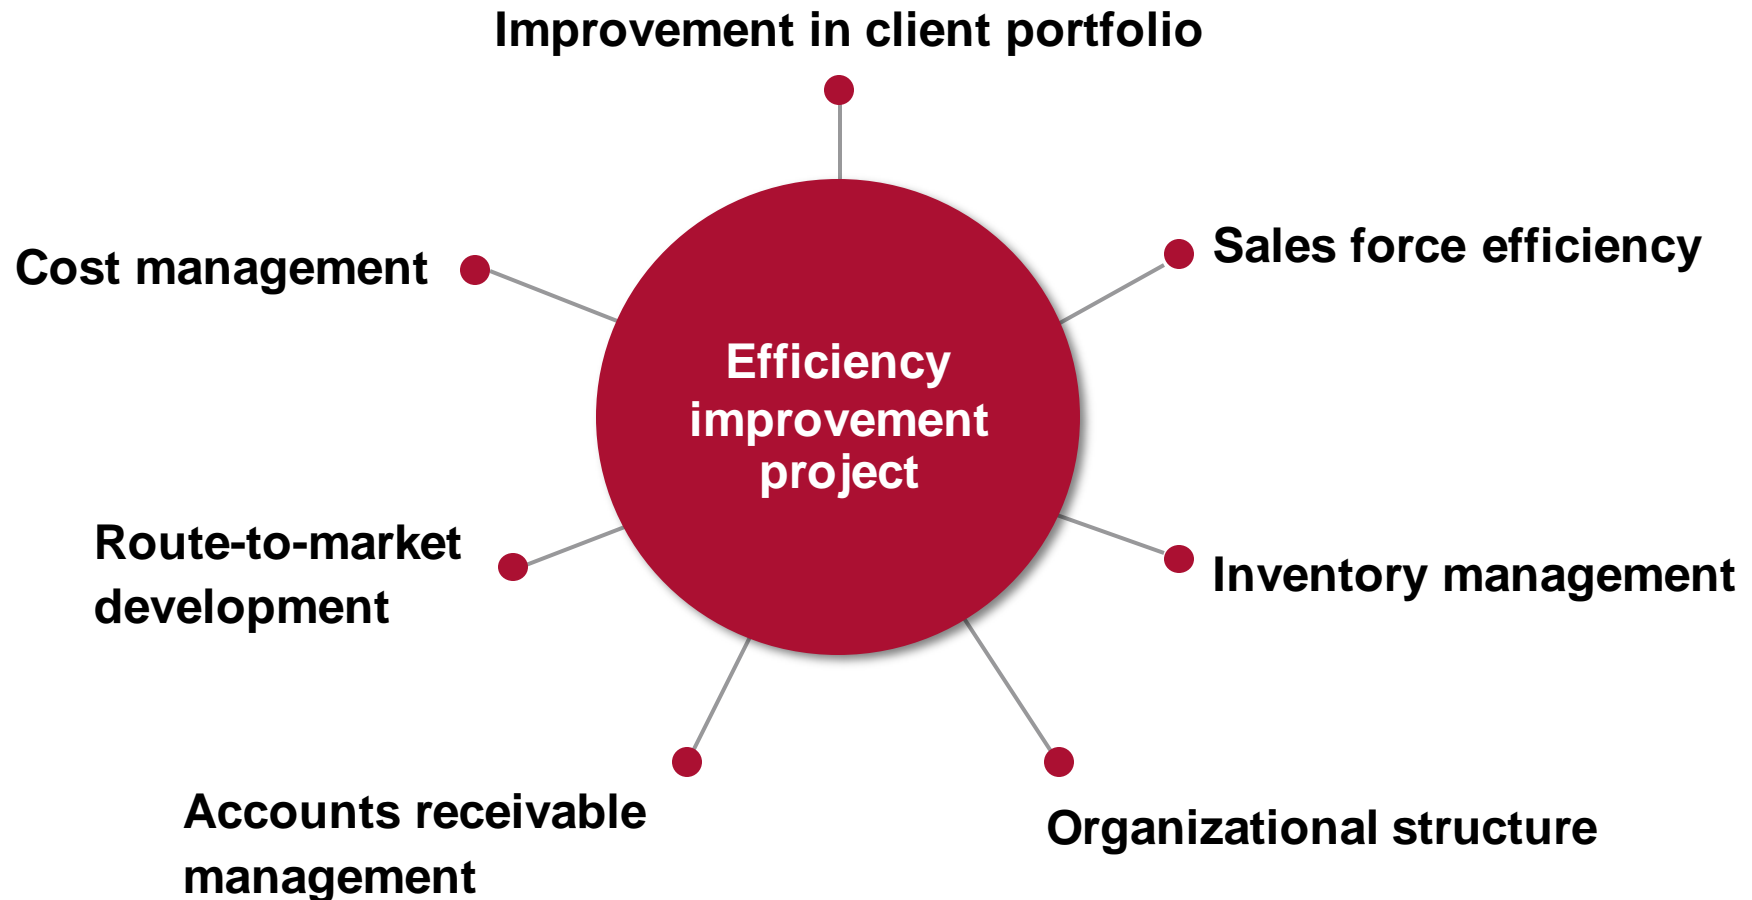 Improvement in client portfolio
Sales force efficiency
Cost management
Efficiency
improvement
project
Route-to-market
development
Inventory management
Accounts receivable
management
Organizational structure